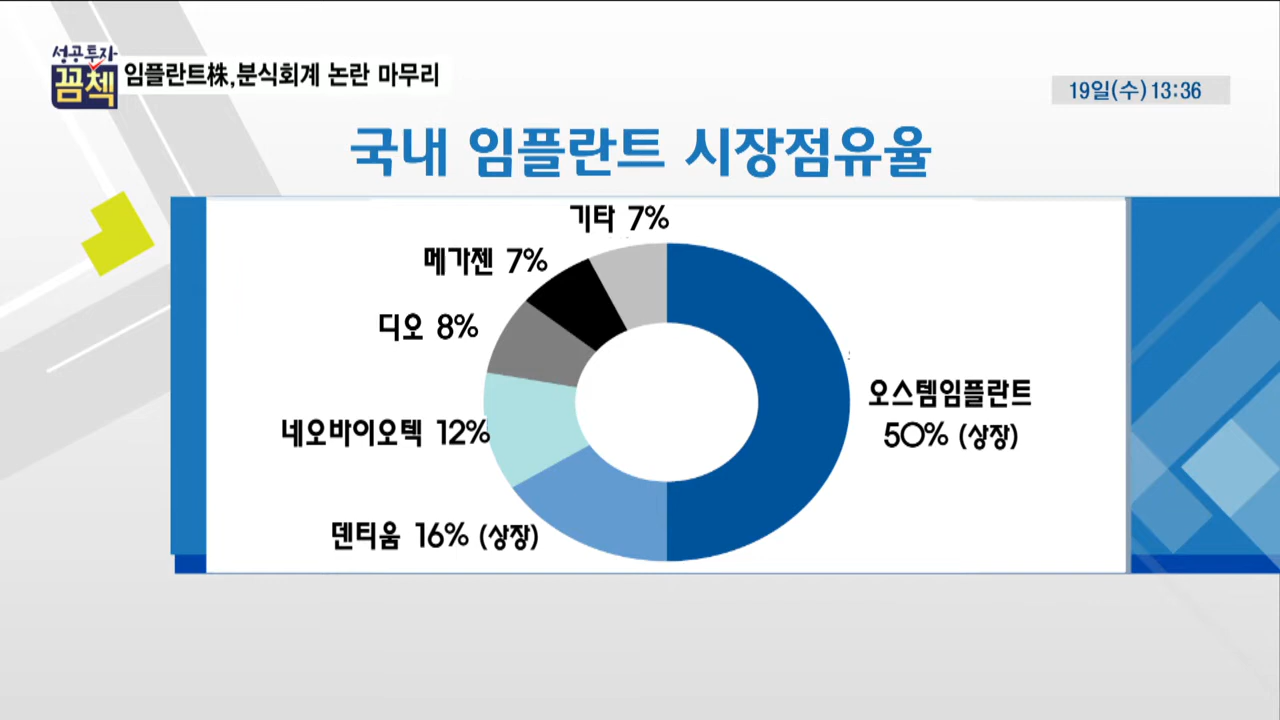 성공투자
꼼첵
임플란트株,분식회계 논란 마무리
19일(수)13:36
국내 임플란트 시장점유율
기타 7%
메가젠 7%
디오 8%
오스템임플란트
50% (상장)
네오바이오텍 12%
덴티움 16% (상장)